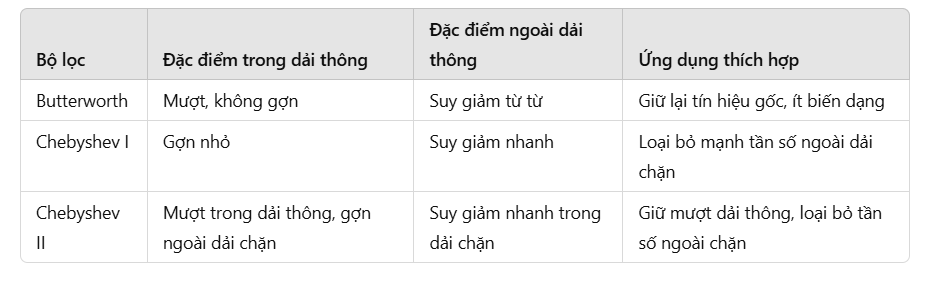 Bộ lọc
Đặc điểm trong dải thông
Đặc điểm ngoài dải
thông
Ứng dụng thích hợp
Butterworth
Mượt, không gợn
Suy giảm từ từ
Giữ lại tín hiệu gốc, ít biến dạng
Chebyshev I
Gợn nhỏ
Suy giảm nhanh
Loại bỏ mạnh tần số ngoài dải
chặn
Chebyshev
II
Mượt trong dải thông, gợn
ngoài dải chặn
Suy giảm nhanh trong
dải chặn
Giữ mượt dải thông, loại bỏ tần
số ngoài chặn